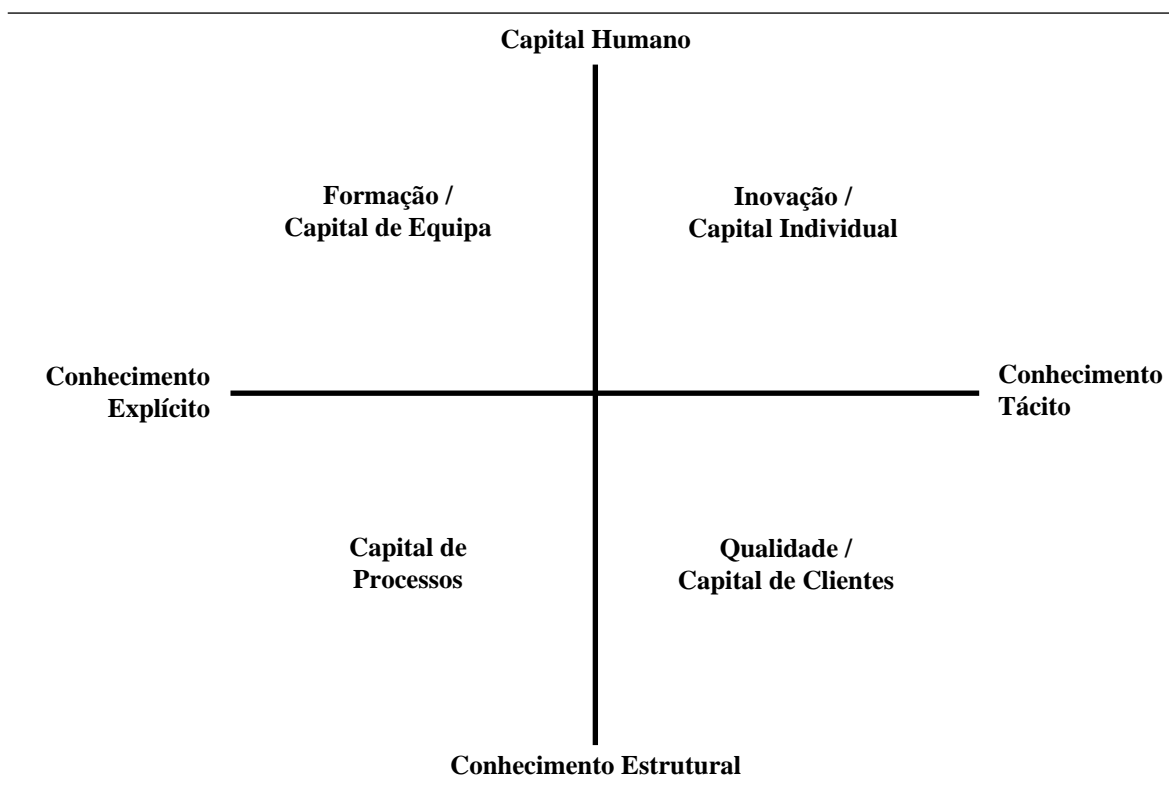 Capital Humano
Formação /
Capital de Equipa
Inovação /
Capital Individual
Conhecimento
Explícito
Conhecimento
Tácito
Capital de
Processos
Qualidade /
Capital de Clientes
Conhecimento Estrutural